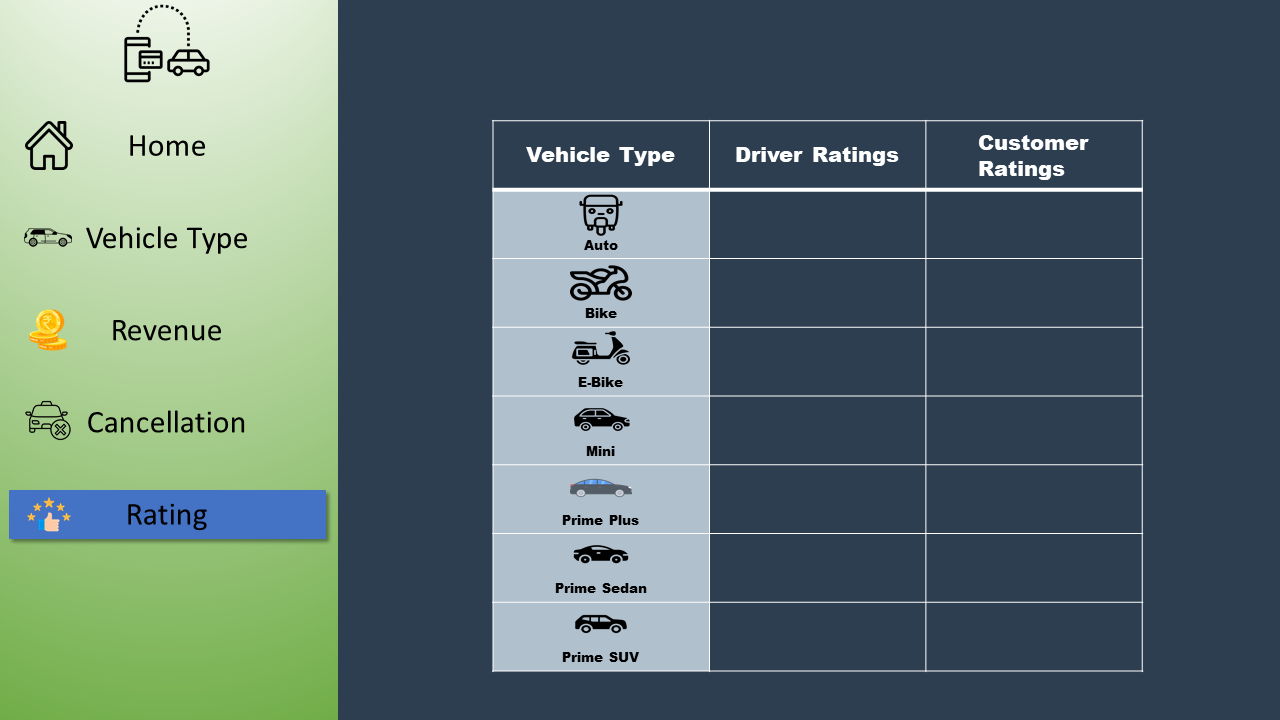 Home
Vehicle Type
Revenue
Cancellation
Rating
Vehicle Type
Driver Ratings
Customer
Ratings
Auto
Bike
E-Bike
Mini
Prime Plus
Prime Sedan
Prime SUV